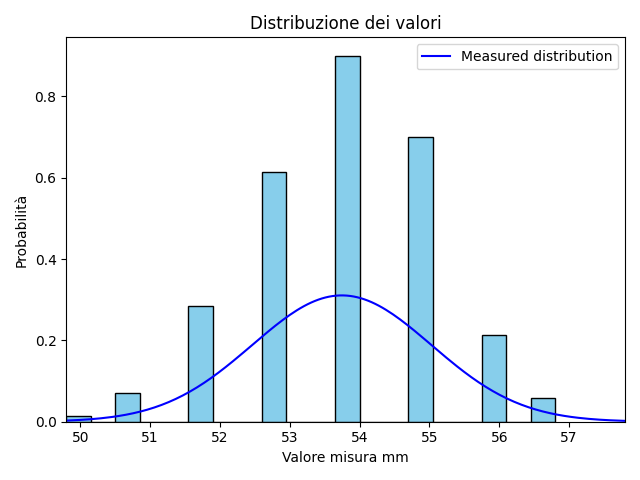 Distribuzione dei valori
Measured distribution
Probabilità
0.8
0.6
0.4
0.2
0.0
50 51 52 53 54 55 56 57
Valore misura mm